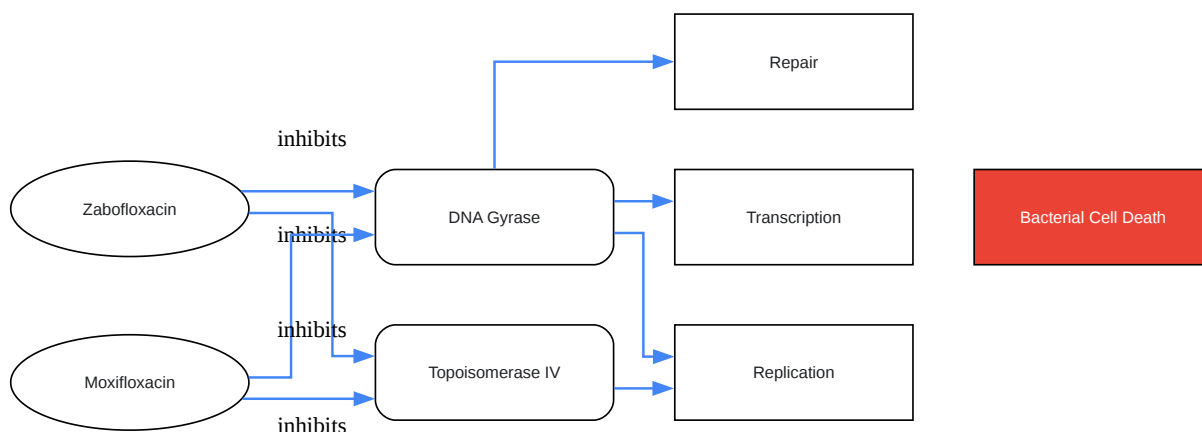 Repair
inhibits
Zabofloxacin
DNA Gyrase
Transcription
Bacterial Cell Death
inhibits
inhibits
Moxifloxacin
Topoisomerase IV
Replication
inhibits